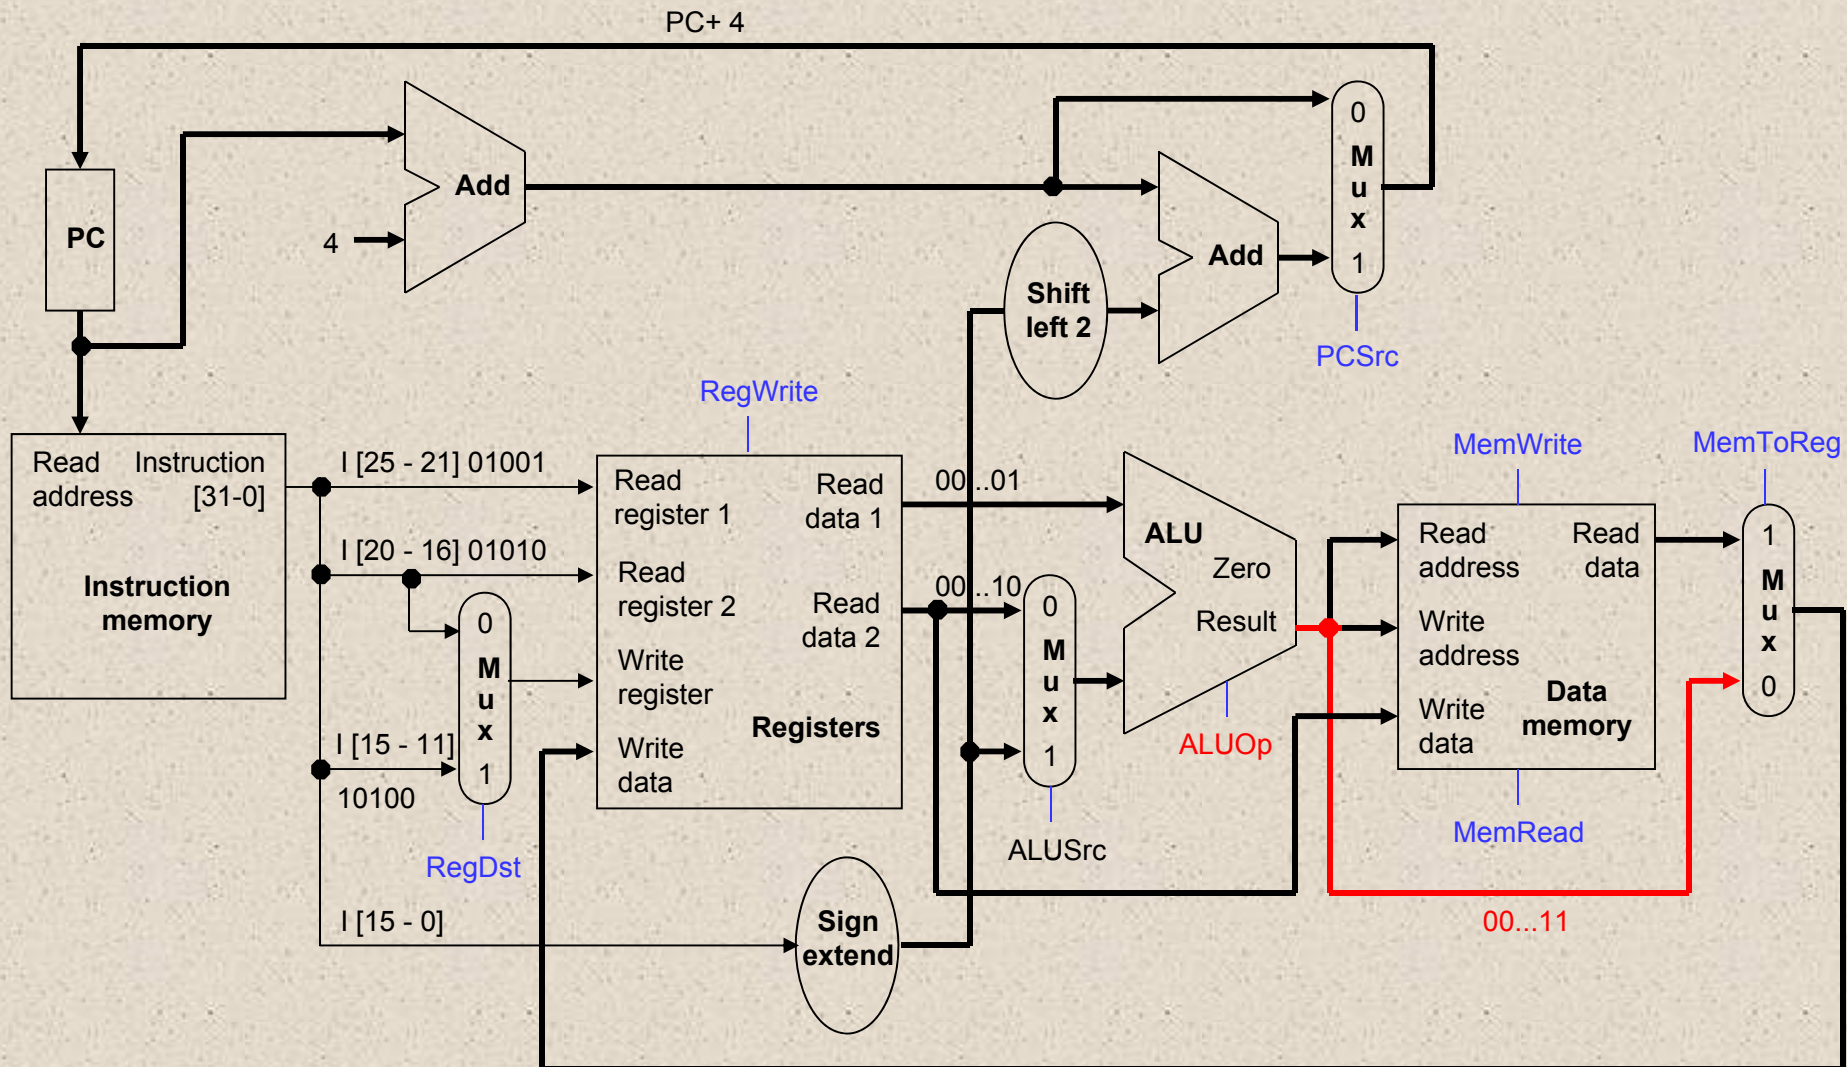 PC+ 4
0
M
u
x
1
Add
PC
4
Add
Shift
left 2
PCSrc
RegWrite
MemWrite
MemToReg
Read
address
Instruction
[31-0]
Instruction
memory
I [25 - 21] 01001
I [20 - 16] 01010
I [15 - 11]
10100
I [15 - 0]
0
M
u
x
1
RegDst
Read
register 1
Read
register 2
Write
register
Write
data
Read
data 1
Read
data 2
Registers
00...01
00...10
0
M
u
x
1
ALUSrc
ALU
Zero
Result
ALUOp
Read
address
Write
address
Write
data
Read
data
Data
memory
MemRead
1
M
u
x
0
00...11
Sign
extend